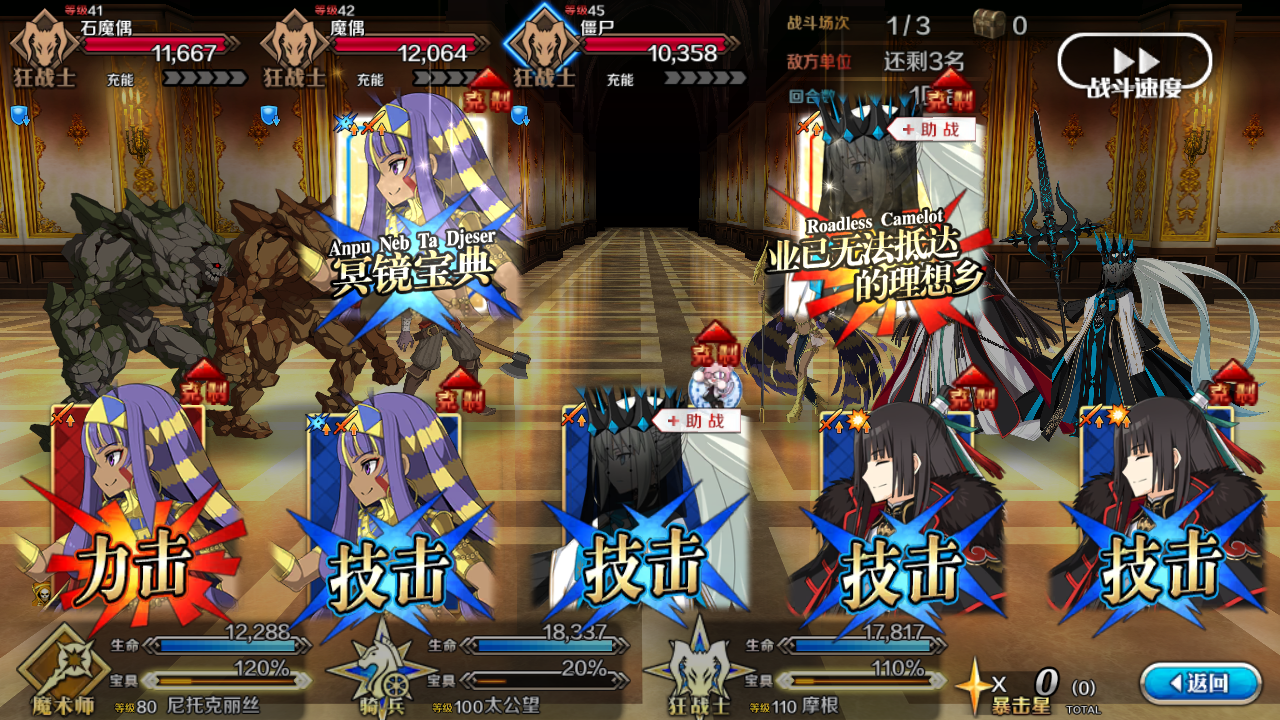 等级41
石魔偶
11,667
狂战士
充能
等级42
魔偶
12,064
狂战士
充能
等级45
僵尸
10,358
狂战士
充能
战斗场次
1/3
0
敌方单位
还剩3名
回合数
战斗速度
克制
克制
+助战
Anpu Neb Ta Djeser
冥镜宝典
Roadless Camelot
业已无法抵达
的理想乡
克制
克制
克制
克制
克制
+助战
力击
技击
技击
技击
技击
生命
12,288
宝具
120%
魔术师
等级80 尼托克丽丝
生命
18,337
宝具
20%
骑兵
等级100 太公望
生命
17,817
宝具
110%
狂战士
等级110 摩根
X 0 (0)
暴击星 TOTAL
返回